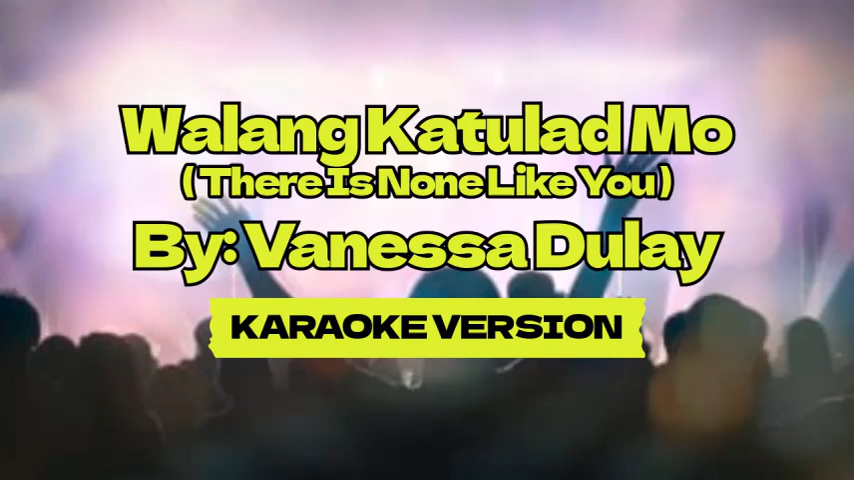 Walang Katulad Mo
(There Is None Like You)
By: Vanessa Dulay
KARAOKE VERSION